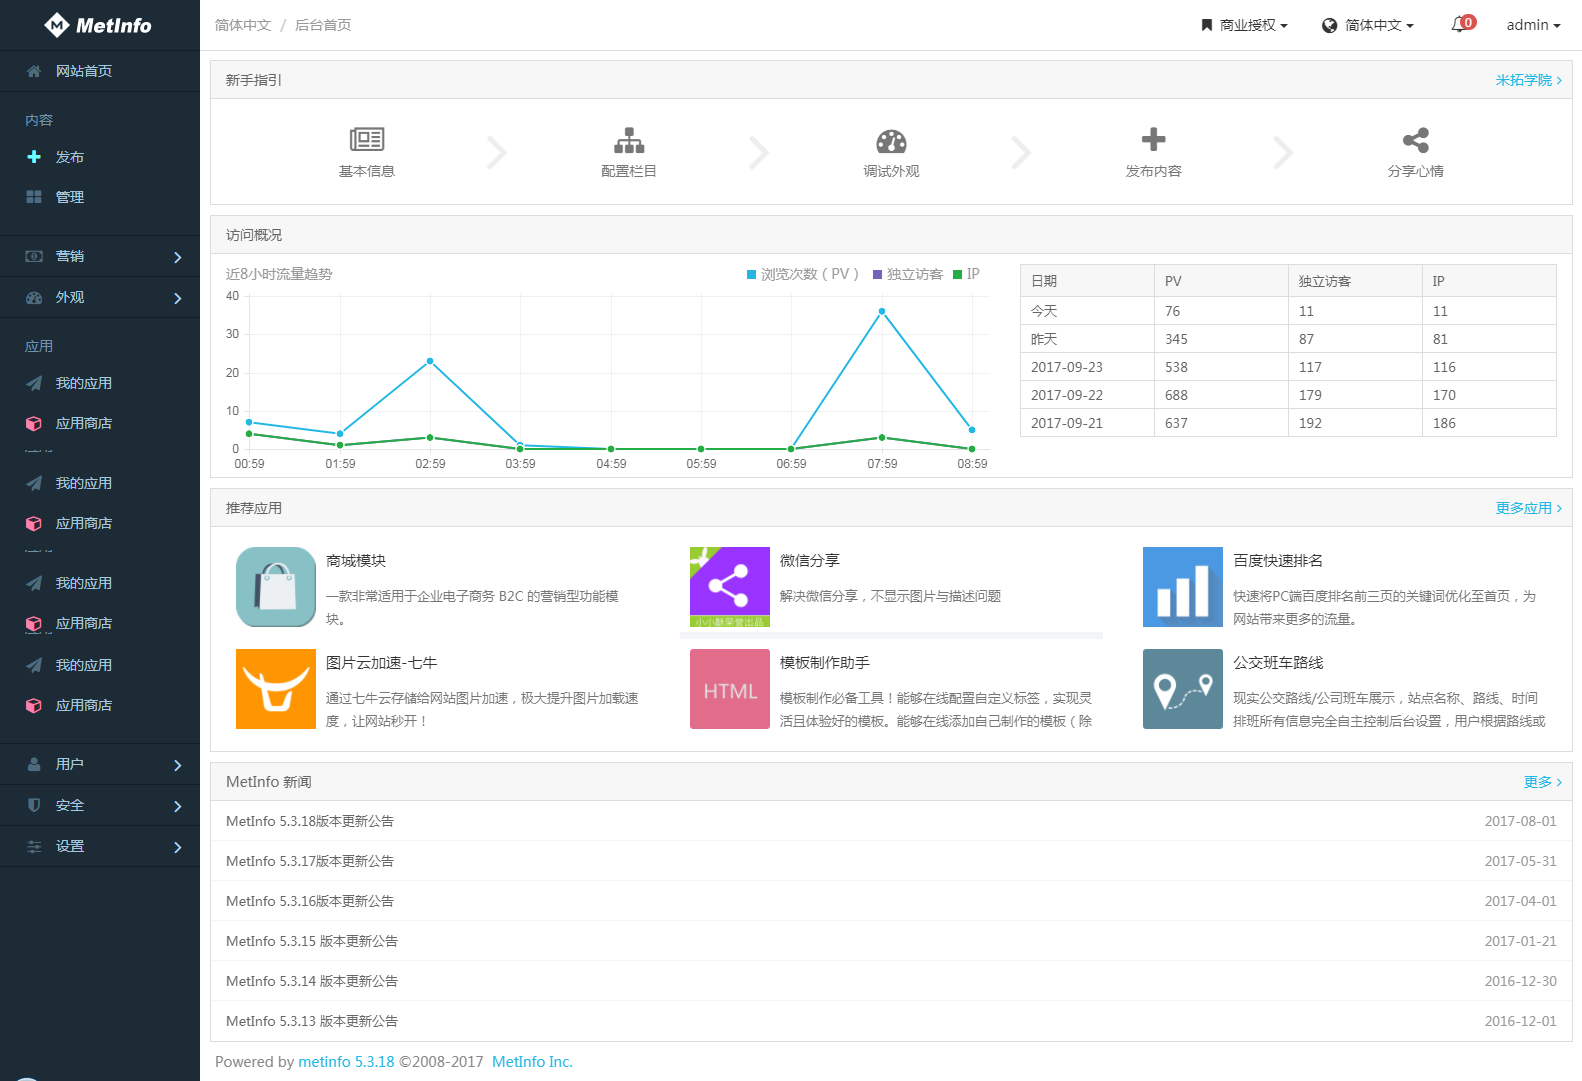 MetInfo
网站首页
内容
发布
管理
营销
外观
应用
我的应用
应用商店
我的应用
应用商店
我的应用
应用商店
我的应用
应用商店
用户
安全
设置
简体中文 / 后台首页
商业授权
简体中文
0
admin
新手指引
米拓学院
基本信息
配置栏目
调试外观
发布内容
分享心情
访问概况
近8小时流量趋势
浏览次数（PV） 独立访客 IP
40
30
20
10
0
00:59 01:59 02:59 03:59 04:59 05:59 06:59 07:59 08:59
日期 PV 独立访客 IP
今天 76 11 11
昨天 345 87 81
2017-09-23 538 117 116
2017-09-22 688 179 170
2017-09-21 637 192 186
推荐应用
更多应用
商城模块
一款非常适用于企业电子商务 B2C 的营销型功能模
块。
微信分享
解决微信分享，不显示图片与描述问题
百度快速排名
快速将PC端百度排名前三页的关键词优化至首页，为
网站带来更多的流量。
图片云加速-七牛
通过七牛云存储给网站图片加速，极大提升图片加载速
度，让网站秒开！
HTML
模板制作助手
模板制作必备工具！能够在线配置自定义标签，实现灵
活且体验好的模板。能够在线添加自己制作的模板（除
公交班车路线
现实公交路线/公司班车展示，站点名称、路线、时间
排班所有信息完全自主控制后台设置，用户根据路线或
MetInfo 新闻
更多
MetInfo 5.3.18版本更新公告 2017-08-01
MetInfo 5.3.17版本更新公告 2017-05-31
MetInfo 5.3.16版本更新公告 2017-04-01
MetInfo 5.3.15 版本更新公告 2017-01-21
MetInfo 5.3.14 版本更新公告 2016-12-30
MetInfo 5.3.13 版本更新公告 2016-12-01
Powered by metinfo 5.3.18 ©2008-2017 MetInfo Inc.